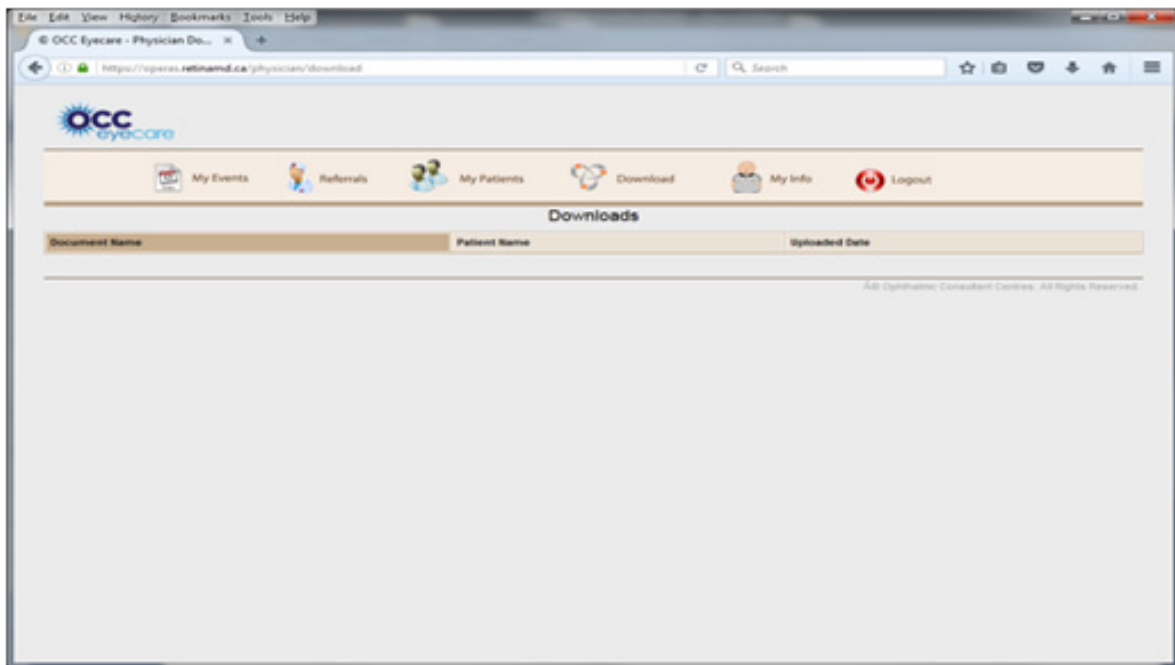 File Edit View History Bookmarks Tools Help
© OCC Eyecare - Physician Do...
https://operas.retinamd.ca/physician/download
Search
OCC
eyecare
My Events Referrals My Patients Download My Info Logout
Downloads
Document Name Patient Name Uploaded Date
© Ophthalmic Consultant Centres. All Rights Reserved